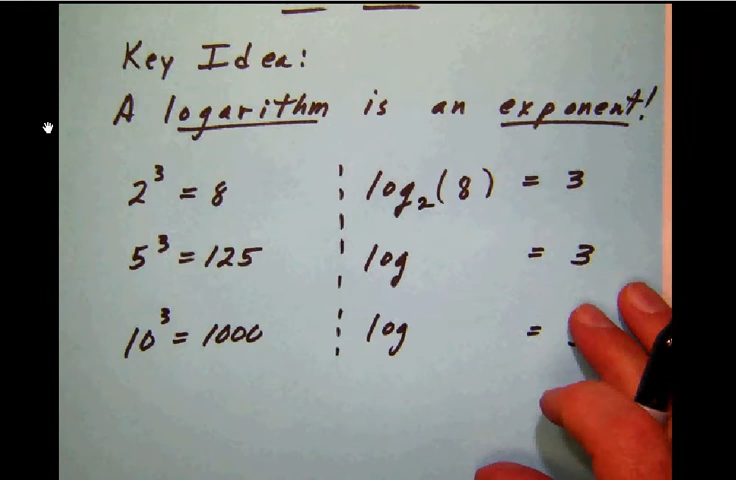 Key Idea:
A logarithm is an exponent!
2³ = 8 log₂(8) = 3
5³ = 125 log = 3
10³ = 1000 log =